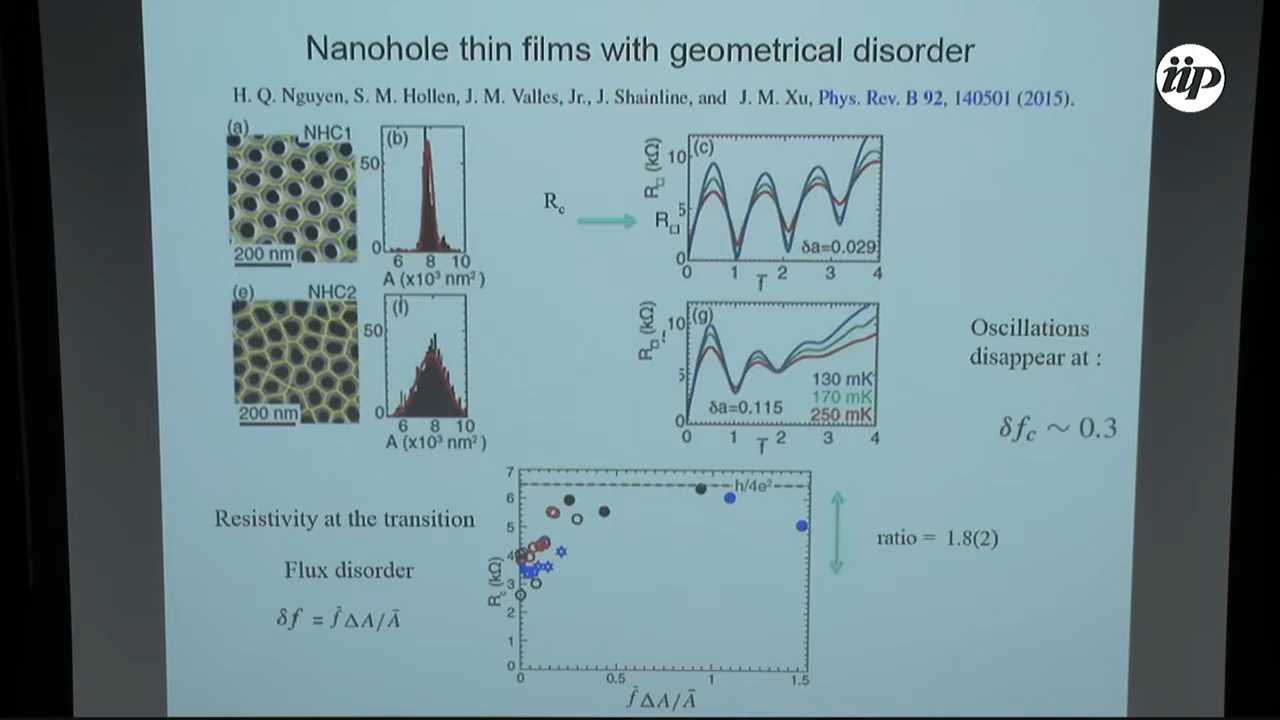 Nanohole thin films with geometrical disorder
iip
H. Q. Nguyen, S. M. Hollen, J. M. Valles, Jr., J. Shainline, and J. M. Xu, Phys. Rev. B 92, 140501 (2015).
(a) NHC1
200 nm
(b)
50
0
6 8 10
A (x10³ nm²)
R_c
R□ (kΩ)
R□
(c)
10
5
0
δa=0.029
0 1 2 3 4
f̄
(e) NHC2
200 nm
(f)
50
0
6 8 10
A (x10³ nm²)
R□ (kΩ)
(g)
10
5
0
130 mK
170 mK
250 mK
δa=0.115
0 1 2 3 4
f̄
Oscillations
disappear at :
δf_c ∼ 0.3
Resistivity at the transition
Flux disorder
δf = f̂ ΔA/Ā
R_c (kΩ)
7
6
5
4
3
2
1
0
h/4e²
0 0.5 1 1.5
f̂ ΔA/Ā
ratio = 1.8(2)